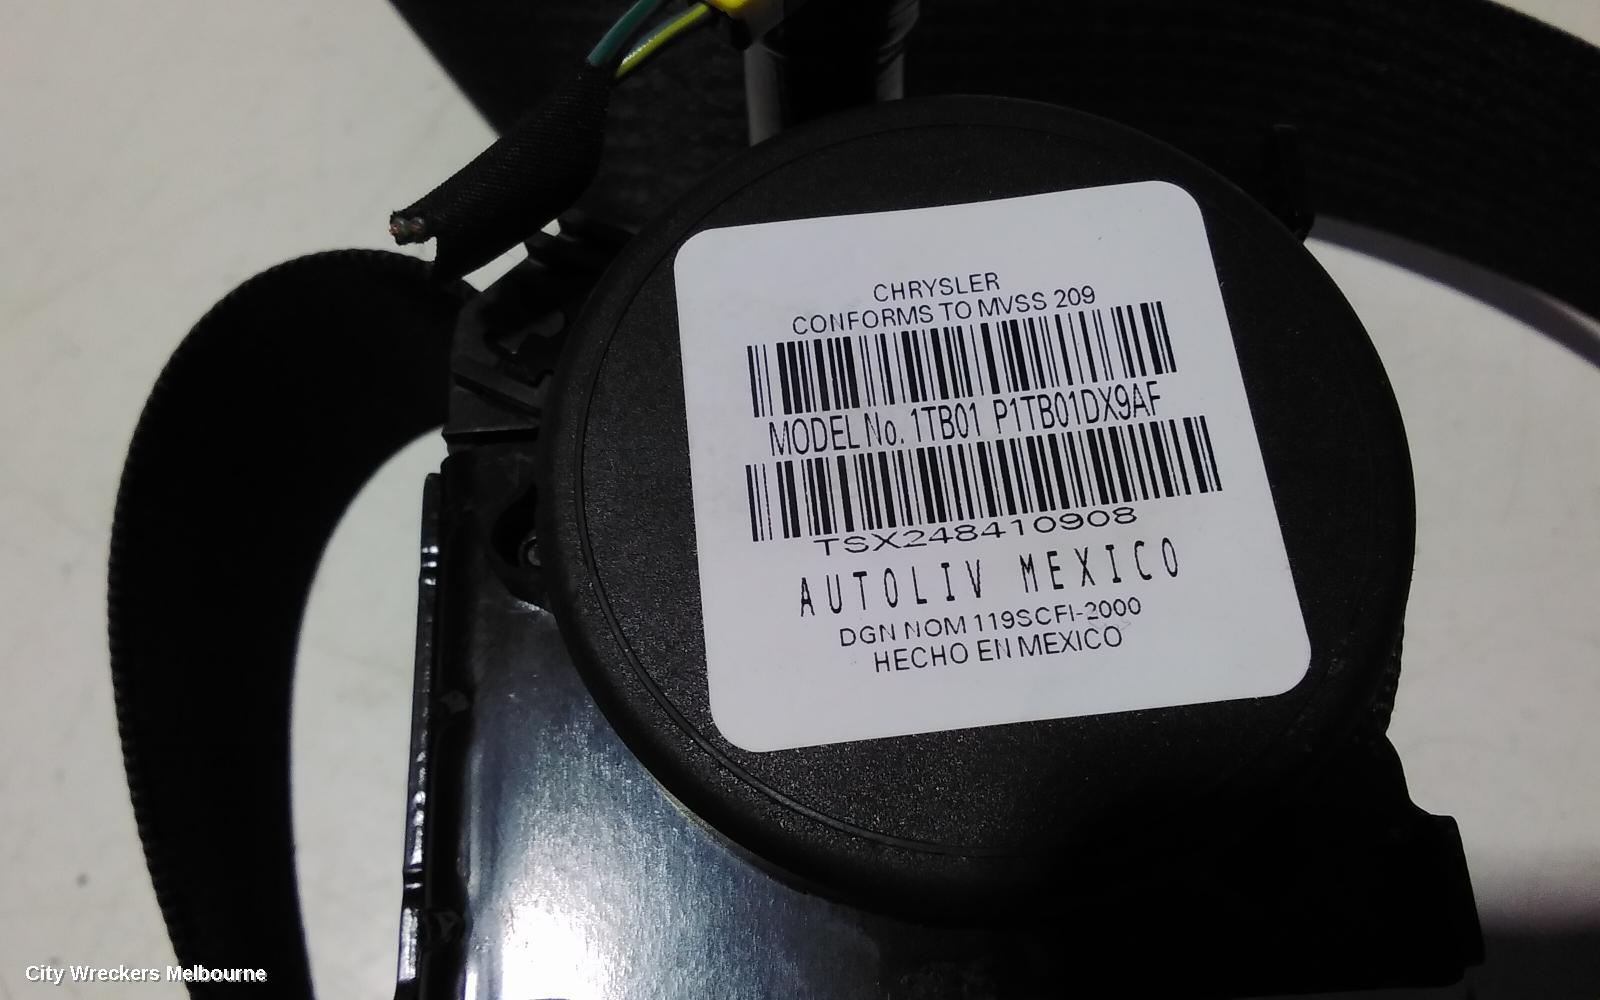 CHRYSLER
CONFORMS TO MVSS 209
MODEL No. 1TB01 P1TB01DX9AF
TSX248410908
AUTOLIV MEXICO
DGN NOM 119SCFI-2000
HECHO EN MEXICO
City Wreckers Melbourne